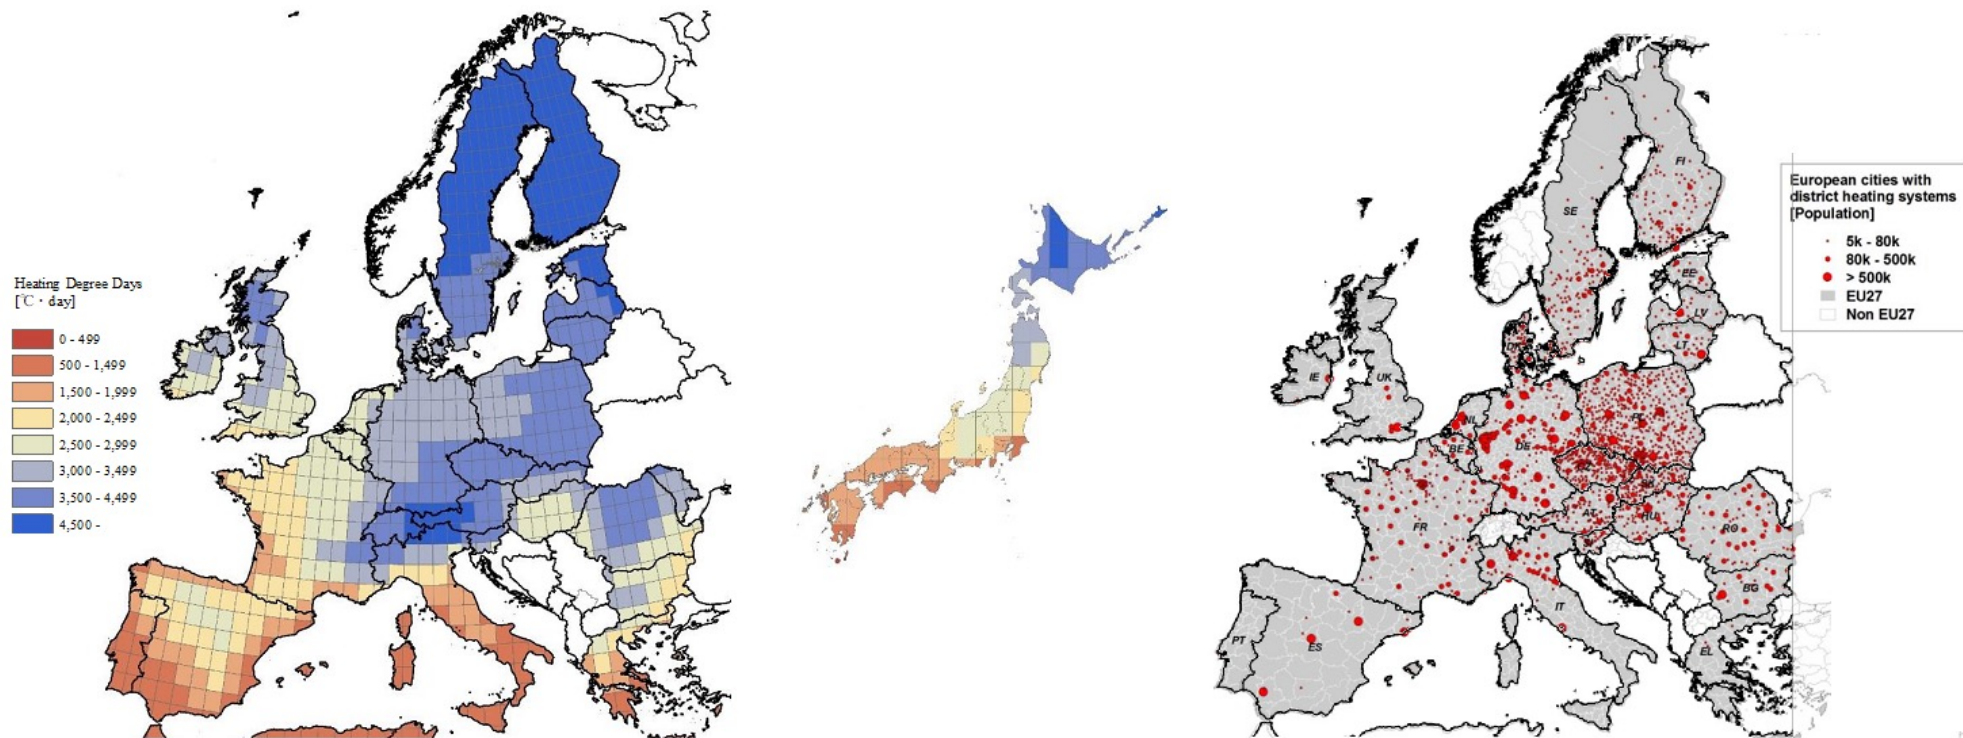 Heating Degree Days
[℃・day]
0 - 499
500 - 1,499
1,500 - 1,999
2,000 - 2,499
2,500 - 2,999
3,000 - 3,499
3,500 - 4,499
4,500 -
European cities with
district heating systems
[Population]
5k - 80k
80k - 500k
> 500k
EU27
Non EU27
FI
SE
EE
LV
LT
DK
IE
UK
NL
BE
DE
AT
HU
RO
FR
BG
IT
PT
ES
EL